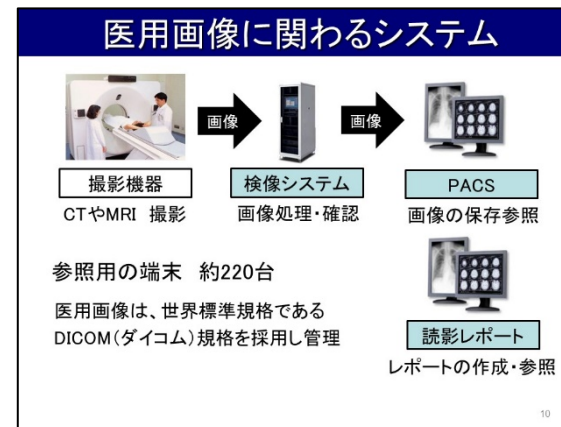 医用画像に関わるシステム
画像
画像
撮影機器
検像システム
PACS
CTやMRI 撮影
画像処理・確認
画像の保存参照
参照用の端末 約220台
医用画像は、世界標準規格である
DICOM(ダイコム)規格を採用し管理
読影レポート
レポートの作成・参照
10